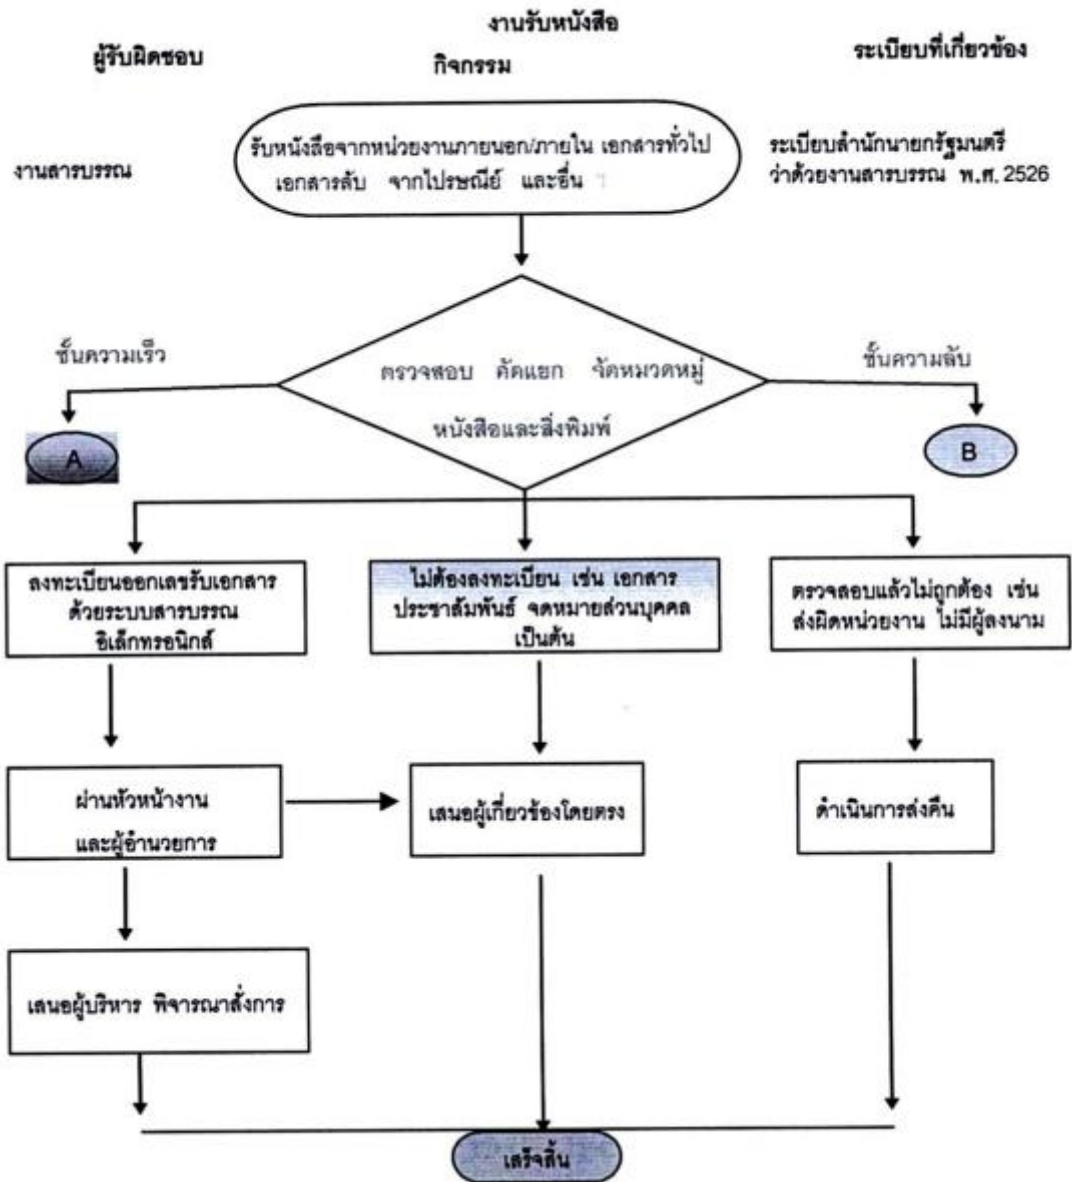 งานรับหนังสือ
ผู้รับผิดชอบ
กิจกรรม
ระเบียบที่เกี่ยวข้อง
งานสารบรรณ
รับหนังสือจากหน่วยงานภายนอก/ภายใน เอกสารทั่วไป
เอกสารลับ จากไปรษณีย์ และอื่น ๆ
ระเบียบสำนักนายกรัฐมนตรี
ว่าด้วยงานสารบรรณ พ.ศ. 2526
ชั้นความเร็ว
ตรวจสอบ คัดแยก จัดหมวดหมู่
หนังสือและสิ่งพิมพ์
ชั้นความลับ
A
B
ลงทะเบียนออกเลขรับเอกสาร
ด้วยระบบสารบรรณ
อิเล็กทรอนิกส์
ไม่ต้องลงทะเบียน เช่น เอกสาร
ประชาสัมพันธ์ จดหมายส่วนบุคคล
เป็นต้น
ตรวจสอบแล้วไม่ถูกต้อง เช่น
ส่งผิดหน่วยงาน ไม่มีผู้ลงนาม
ผ่านหัวหน้างาน
และผู้อำนวยการ
เสนอผู้เกี่ยวข้องโดยตรง
ดำเนินการส่งคืน
เสนอผู้บริหาร พิจารณาสั่งการ
เสร็จสิ้น